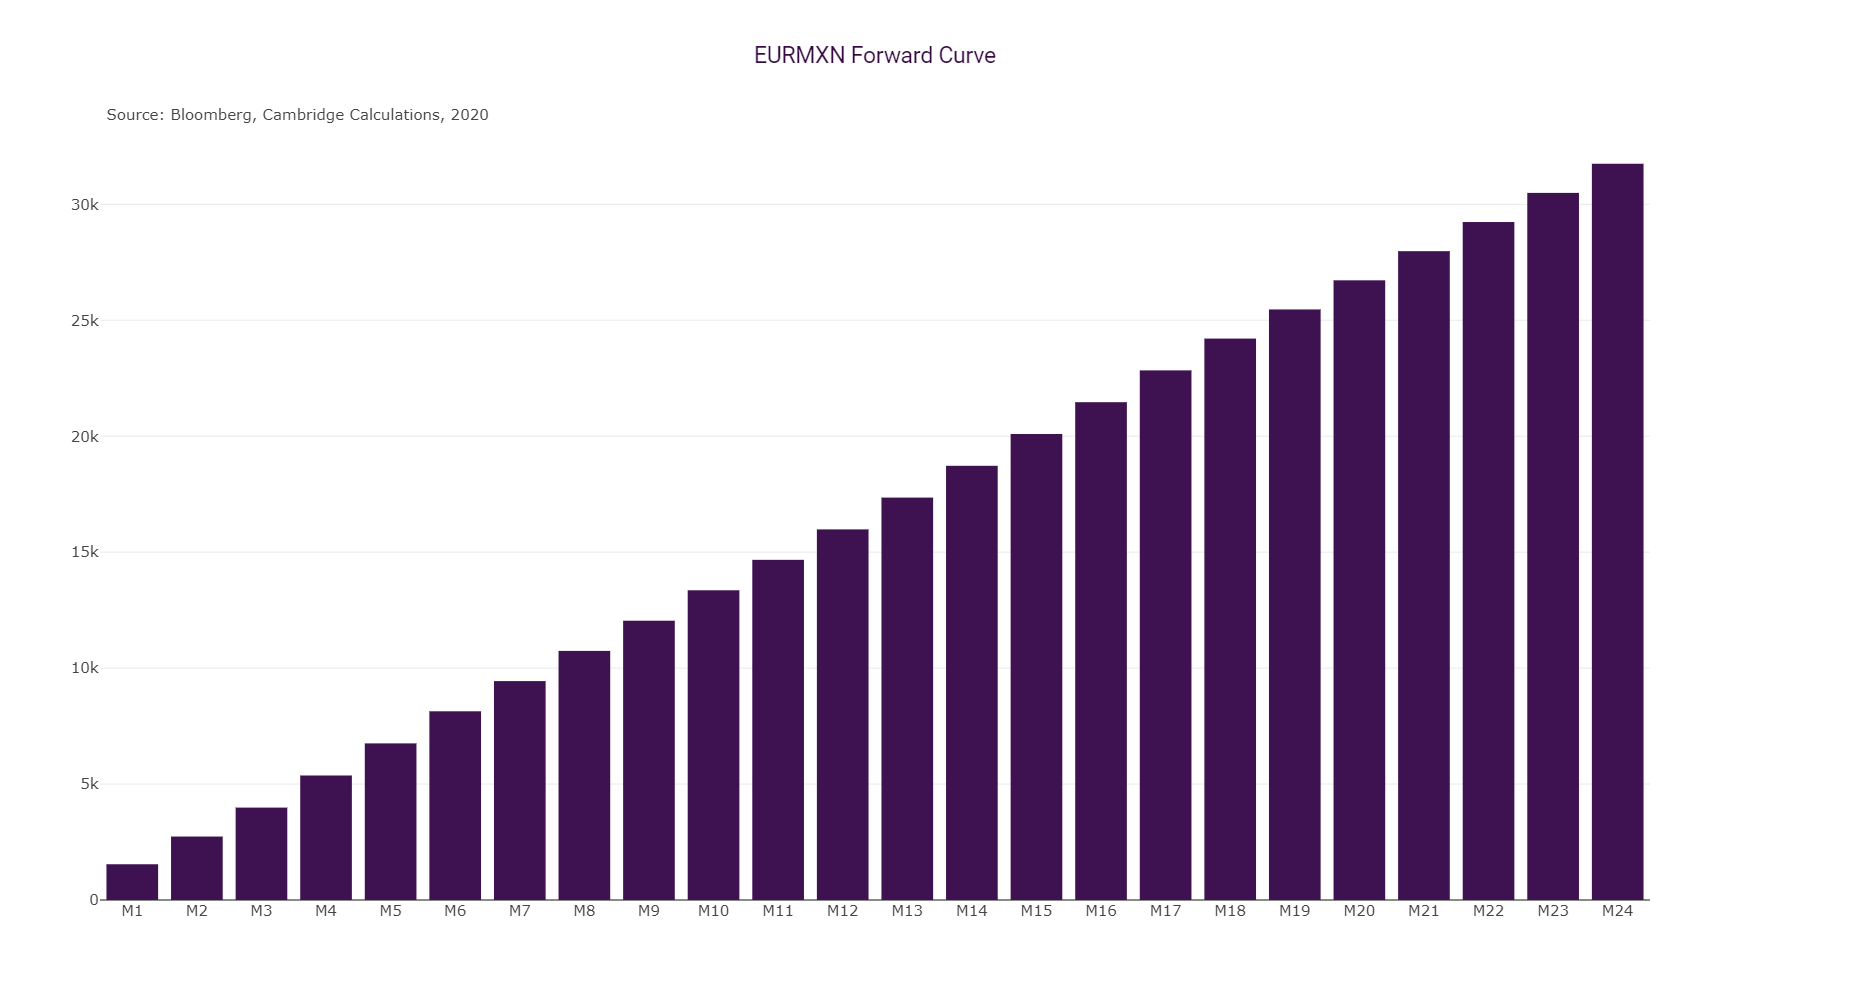 EURMXN Forward Curve
Source: Bloomberg, Cambridge Calculations, 2020
30k
25k
20k
15k
10k
5k
0
M1 M2 M3 M4 M5 M6 M7 M8 M9 M10 M11 M12 M13 M14 M15 M16 M17 M18 M19 M20 M21 M22 M23 M24